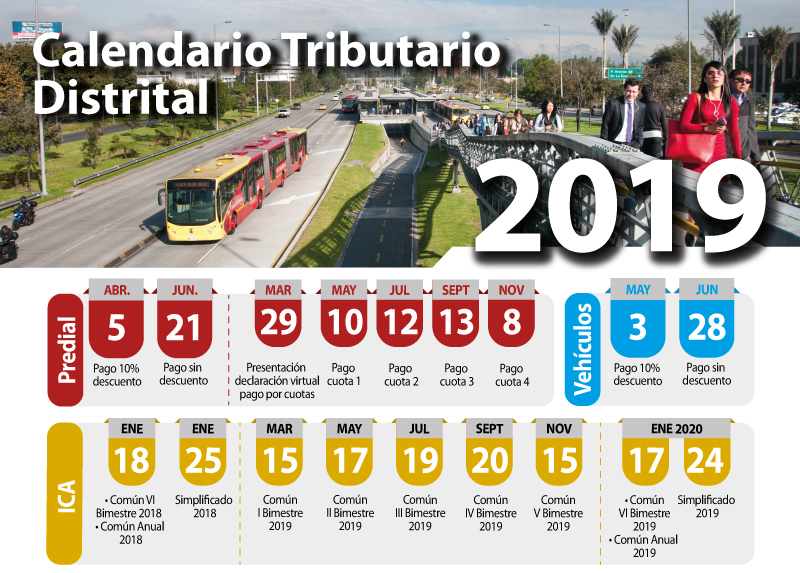 Calendario Tributario
Distrital
2019
Predial
ABR.
5
Pago 10%
descuento
JUN.
21
Pago sin
descuento
MAR
29
Presentación
declaración virtual
pago por cuotas
MAY
10
Pago
cuota 1
JUL
12
Pago
cuota 2
SEPT
13
Pago
cuota 3
NOV
8
Pago
cuota 4
Vehículos
MAY
3
Pago 10%
descuento
JUN
28
Pago sin
descuento
ICA
ENE
18
• Común VI
Bimestre 2018
• Común Anual
2018
ENE
25
Simplificado
2018
MAR
15
Común
I Bimestre
2019
MAY
17
Común
II Bimestre
2019
JUL
19
Común
III Bimestre
2019
SEPT
20
Común
IV Bimestre
2019
NOV
15
Común
V Bimestre
2019
ENE 2020
17
• Común
VI Bimestre
2019
• Común Anual
2019
24
Simplificado
2019